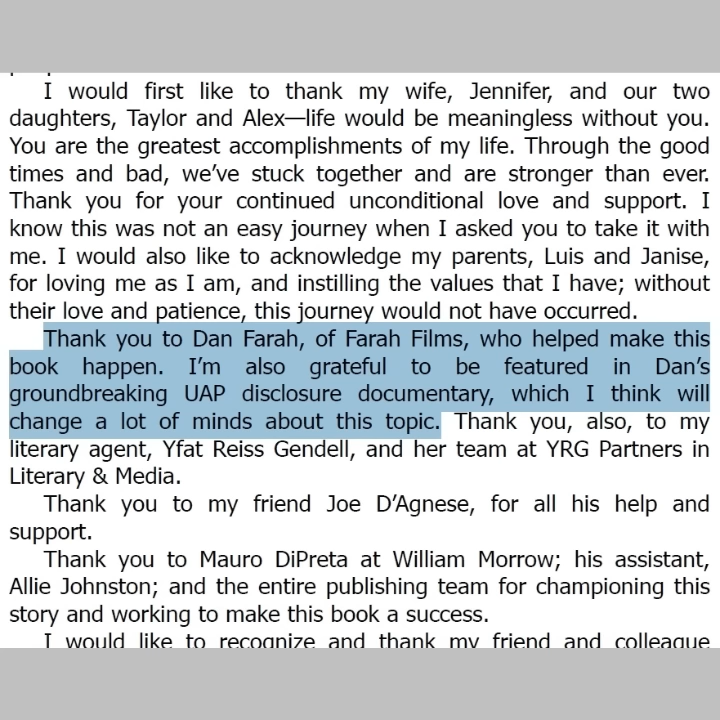 I would first like to thank my wife, Jennifer, and our two
daughters, Taylor and Alex—life would be meaningless without you.
You are the greatest accomplishments of my life. Through the good
times and bad, we’ve stuck together and are stronger than ever.
Thank you for your continued unconditional love and support. I
know this was not an easy journey when I asked you to take it with
me. I would also like to acknowledge my parents, Luis and Janise,
for loving me as I am, and instilling the values that I have; without
their love and patience, this journey would not have occurred.
Thank you to Dan Farah, of Farah Films, who helped make this
book happen. I’m also grateful to be featured in Dan’s
groundbreaking UAP disclosure documentary, which I think will
change a lot of minds about this topic. Thank you, also, to my
literary agent, Yfat Reiss Gendell, and her team at YRG Partners in
Literary & Media.
Thank you to my friend Joe D’Agnese, for all his help and
support.
Thank you to Mauro DiPreta at William Morrow; his assistant,
Allie Johnston; and the entire publishing team for championing this
story and working to make this book a success.
I would like to recognize and thank my friend and colleague